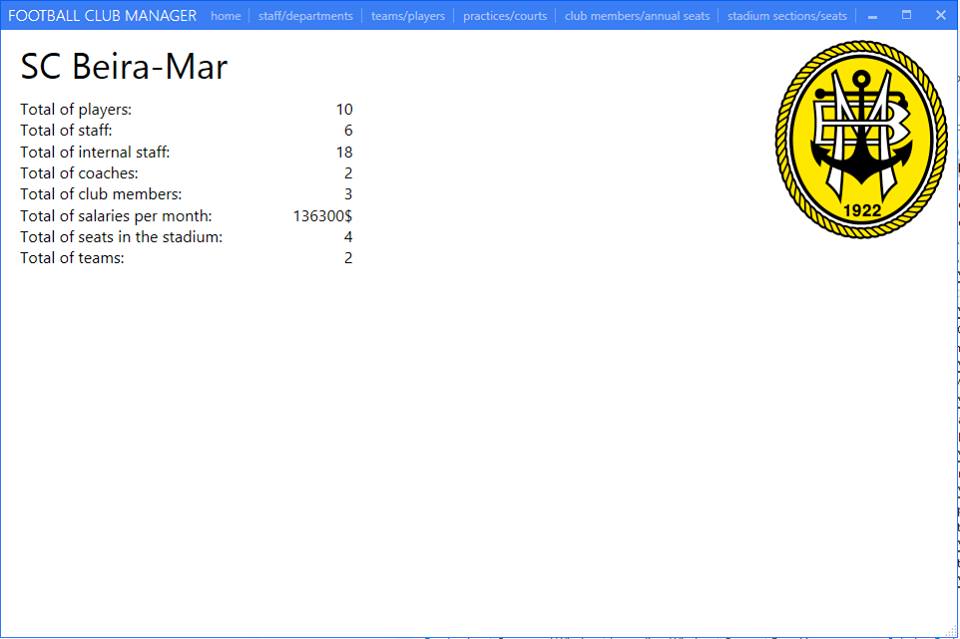 FOOTBALL CLUB MANAGER home staff/departments teams/players practices/courts club members/annual seats stadium sections/seats
SC Beira-Mar
Total of players: 10
Total of staff: 6
Total of internal staff: 18
Total of coaches: 2
Total of club members: 3
Total of salaries per month: 136300$
Total of seats in the stadium: 4
Total of teams: 2
1922